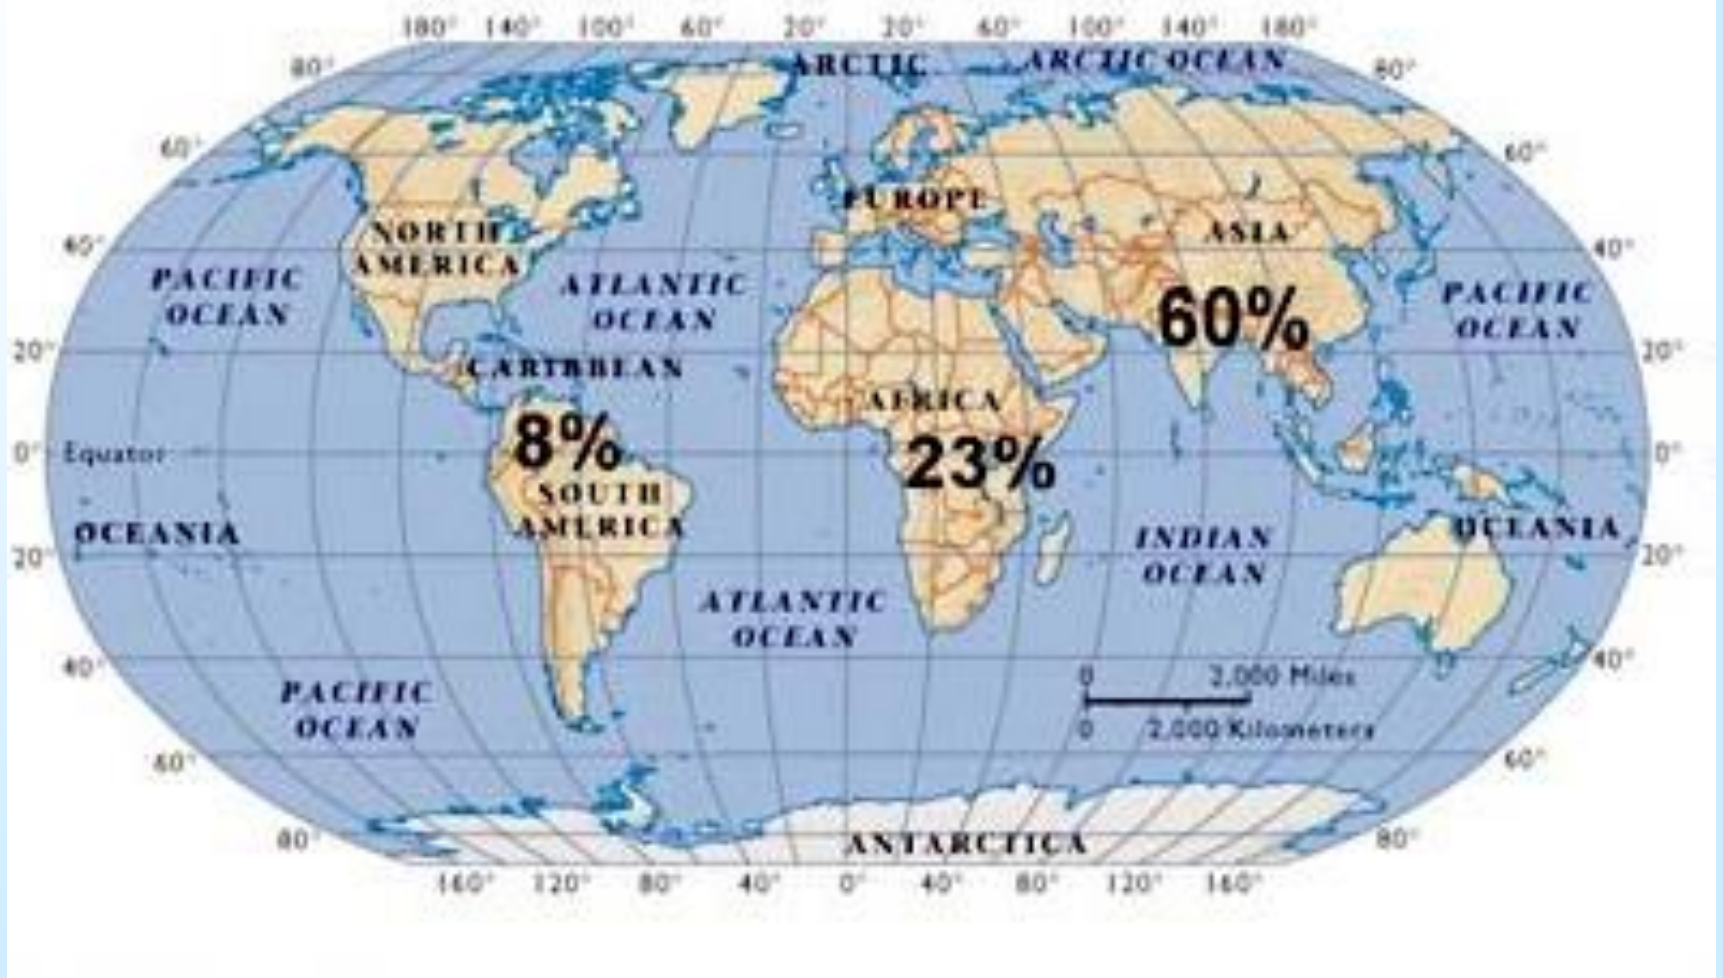 180° 140° 100° 60° 20° 20° 60° 100° 140° 180°
ARCTIC
ARCTIC OCEAN
80° 80°
60° 60°
EUROPE
NORTH
AMERICA
ASIA
40° 40°
PACIFIC
OCEAN
ATLANTIC
OCEAN
60%
PACIFIC
OCEAN
20° 20°
CARIBBEAN
AFRICA
8%
23%
0° Equator 0°
SOUTH
AMERICA
OCEANIA
OCEANIA
INDIAN
OCEAN
20° 20°
ATLANTIC
OCEAN
40° 40°
0 2,000 Miles
0 2,000 Kilometers
PACIFIC
OCEAN
60° 60°
80° 80°
ANTARCTICA
160° 120° 80° 40° 0° 40° 80° 120° 160°